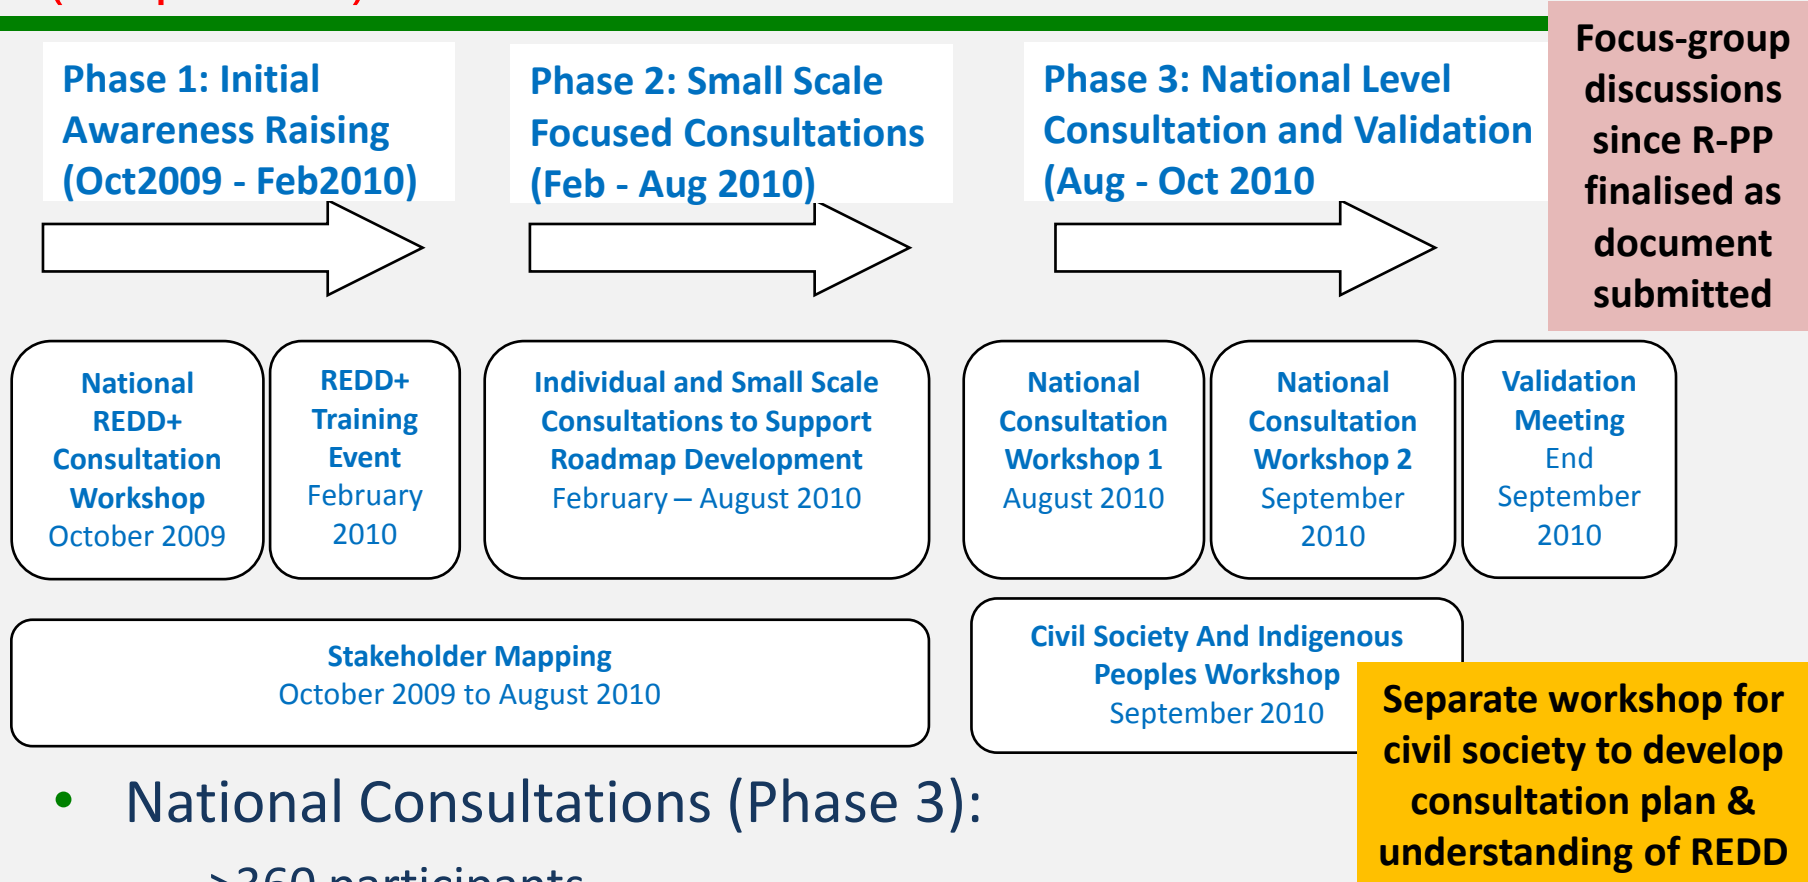 Phase 1: Initial
Awareness Raising
(Oct2009 - Feb2010)
Phase 2: Small Scale
Focused Consultations
(Feb - Aug 2010)
Phase 3: National Level
Consultation and Validation
(Aug - Oct 2010
Focus-group
discussions
since R-PP
finalised as
document
submitted
National
REDD+
Consultation
Workshop
October 2009
REDD+
Training
Event
February
2010
Individual and Small Scale
Consultations to Support
Roadmap Development
February – August 2010
National
Consultation
Workshop 1
August 2010
National
Consultation
Workshop 2
September
2010
Validation
Meeting
End
September
2010
Stakeholder Mapping
October 2009 to August 2010
Civil Society And Indigenous
Peoples Workshop
September 2010
Separate workshop for
civil society to develop
consultation plan &
understanding of REDD
• National Consultations (Phase 3):
>360 participants